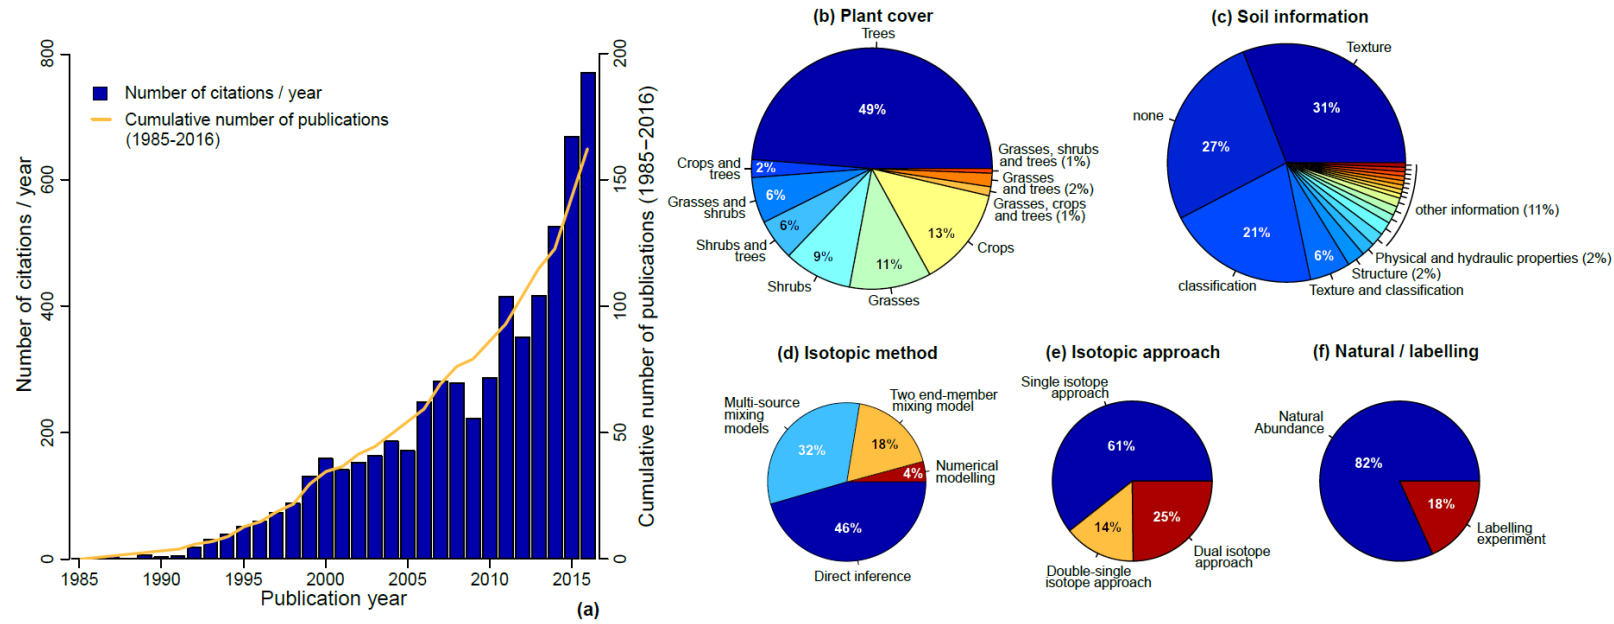 Number of citations / year
Cumulative number of publications
(1985-2016)
Number of citations / year
0
200
400
600
800
Cumulative number of publications (1985−2016)
0
50
100
150
200
1985
1990
1995
2000
2005
2010
2015
Publication year
(a)
(b) Plant cover
Trees
49%
Crops and
trees
2%
Grasses and
shrubs
6%
Shrubs and
trees
6%
Shrubs
9%
Grasses
11%
Crops
13%
Grasses, shrubs
and trees (1%)
Grasses
and trees (2%)
Grasses, crops
and trees (1%)
(c) Soil information
Texture
31%
none
27%
classification
21%
6%
Texture and classification
Structure (2%)
Physical and hydraulic properties (2%)
other information (11%)
(d) Isotopic method
Multi-source
mixing
models
32%
Two end-member
mixing model
18%
Numerical
modelling
4%
46%
Direct inference
(e) Isotopic approach
Single isotope
approach
61%
14%
Double-single
isotope approach
25%
Dual isotope
approach
(f) Natural / labelling
Natural
Abundance
82%
18%
Labelling
experiment